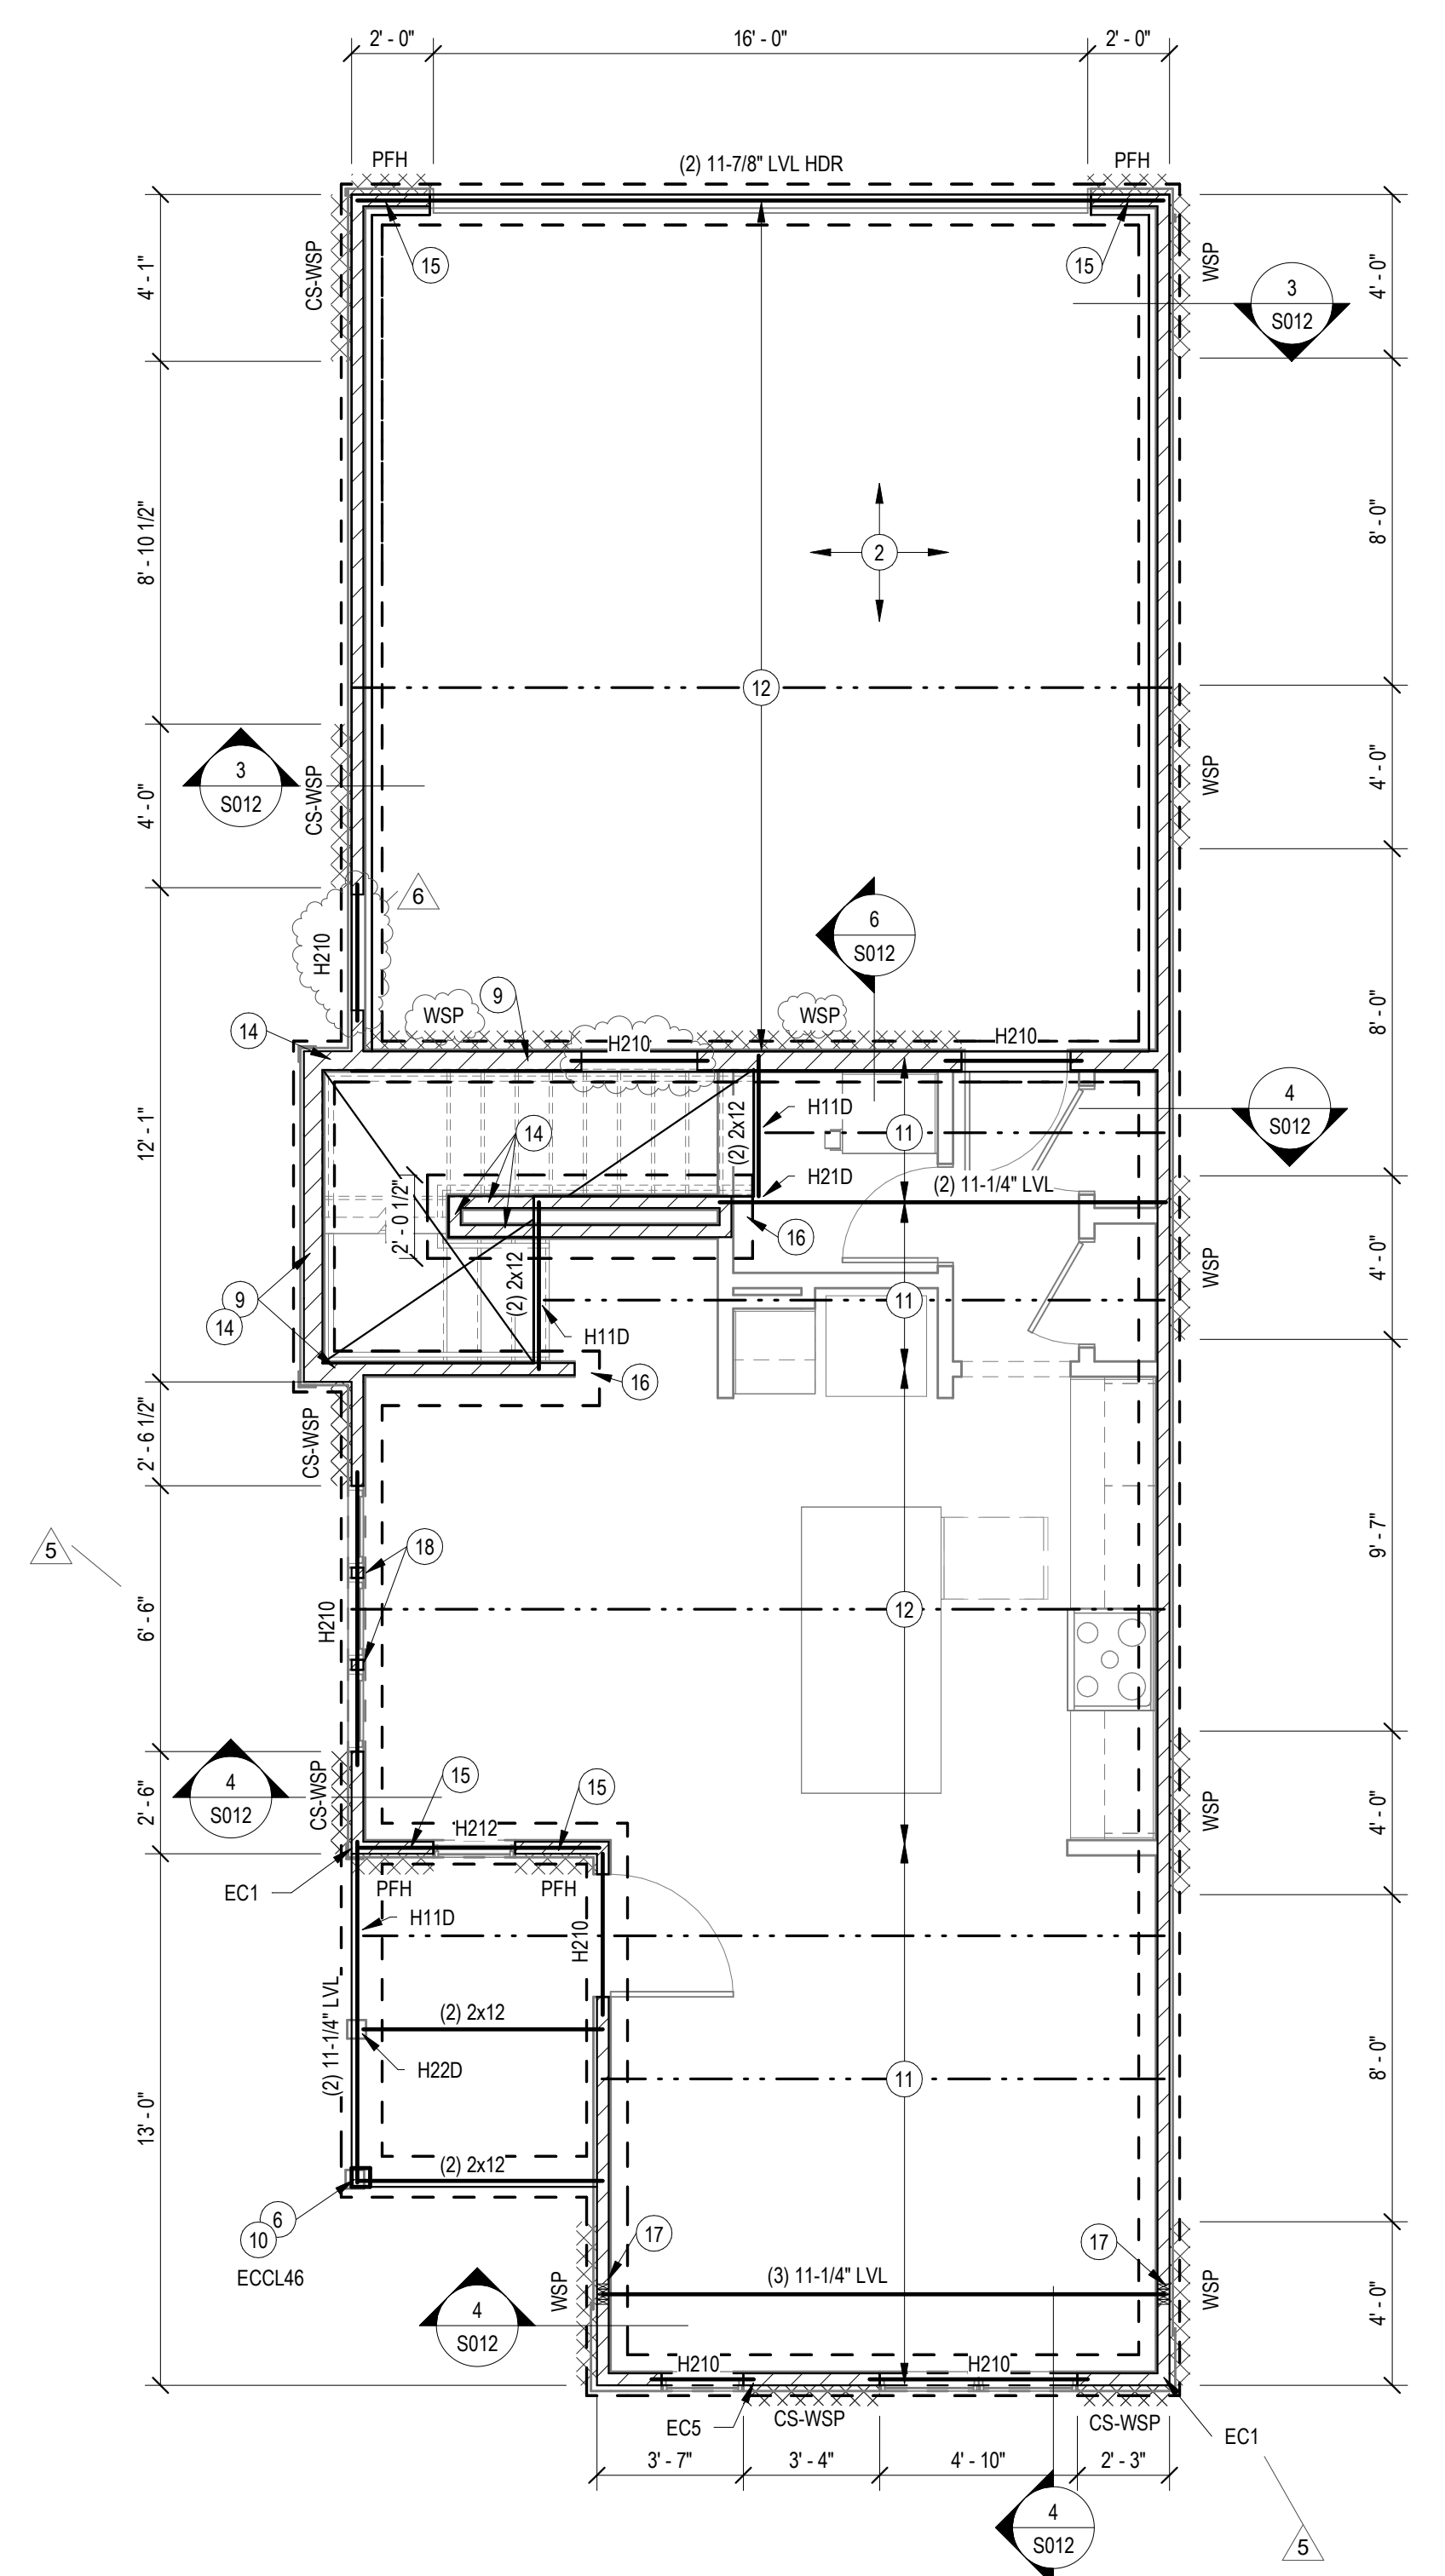 2' - 0"
16' - 0"
2' - 0"
PFH
(2) 11-7/8" LVL HDR
PFH
15
15
4' - 1"
CS-WSP
WSP
4' - 0"
3
S012
8' - 10 1/2"
2
8' - 0"
12
3
S012
4' - 0"
CS-WSP
WSP
4' - 0"
6
H210
6
S012
9
WSP
WSP
8' - 0"
14
H210
H210
12' - 1"
14
(2) 2x12
H11D
11
4
S012
H21D
(2) 11-1/4" LVL
2' - 0 1/2"
16
WSP
4' - 0"
(2) 2x12
9
14
11
H11D
16
2' - 6 1/2"
CS-WSP
5
18
9' - 7"
6' - 6"
H210
12
4
S012
2' - 6"
CS-WSP
15
15
WSP
4' - 0"
H212
EC1
PFH
PFH
H11D
H210
(2) 11-1/4" LVL
(2) 2x12
H22D
11
8' - 0"
13' - 0"
(2) 2x12
6
10
ECCL46
17
17
(3) 11-1/4" LVL
WSP
WSP
4' - 0"
4
S012
H210
H210
EC5
CS-WSP
CS-WSP
EC1
3' - 7"
3' - 4"
4' - 10"
2' - 3"
4
S012
5